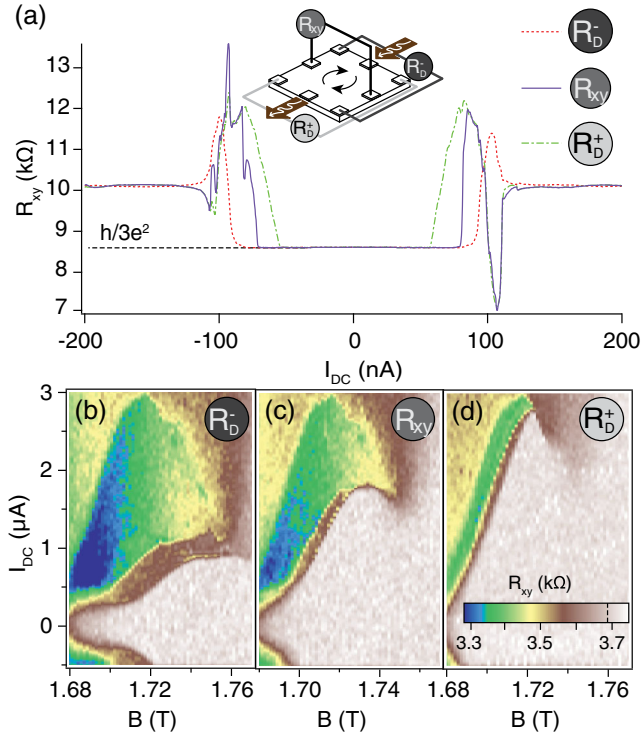 (a)
R_xy
R_D^-
R_D^+
R_D^-
R_xy
R_D^+
13
12
11
10
9
8
7
R_xy (kΩ)
h/3e²
-200
-100
0
100
200
I_DC (nA)
(b)
R_D^-
(c)
R_xy
(d)
R_D^+
3
2
1
0
I_DC (µA)
R_xy (kΩ)
3.3
3.5
3.7
1.68
1.72
1.76
1.70
1.74
1.68
1.72
1.76
B (T)
B (T)
B (T)